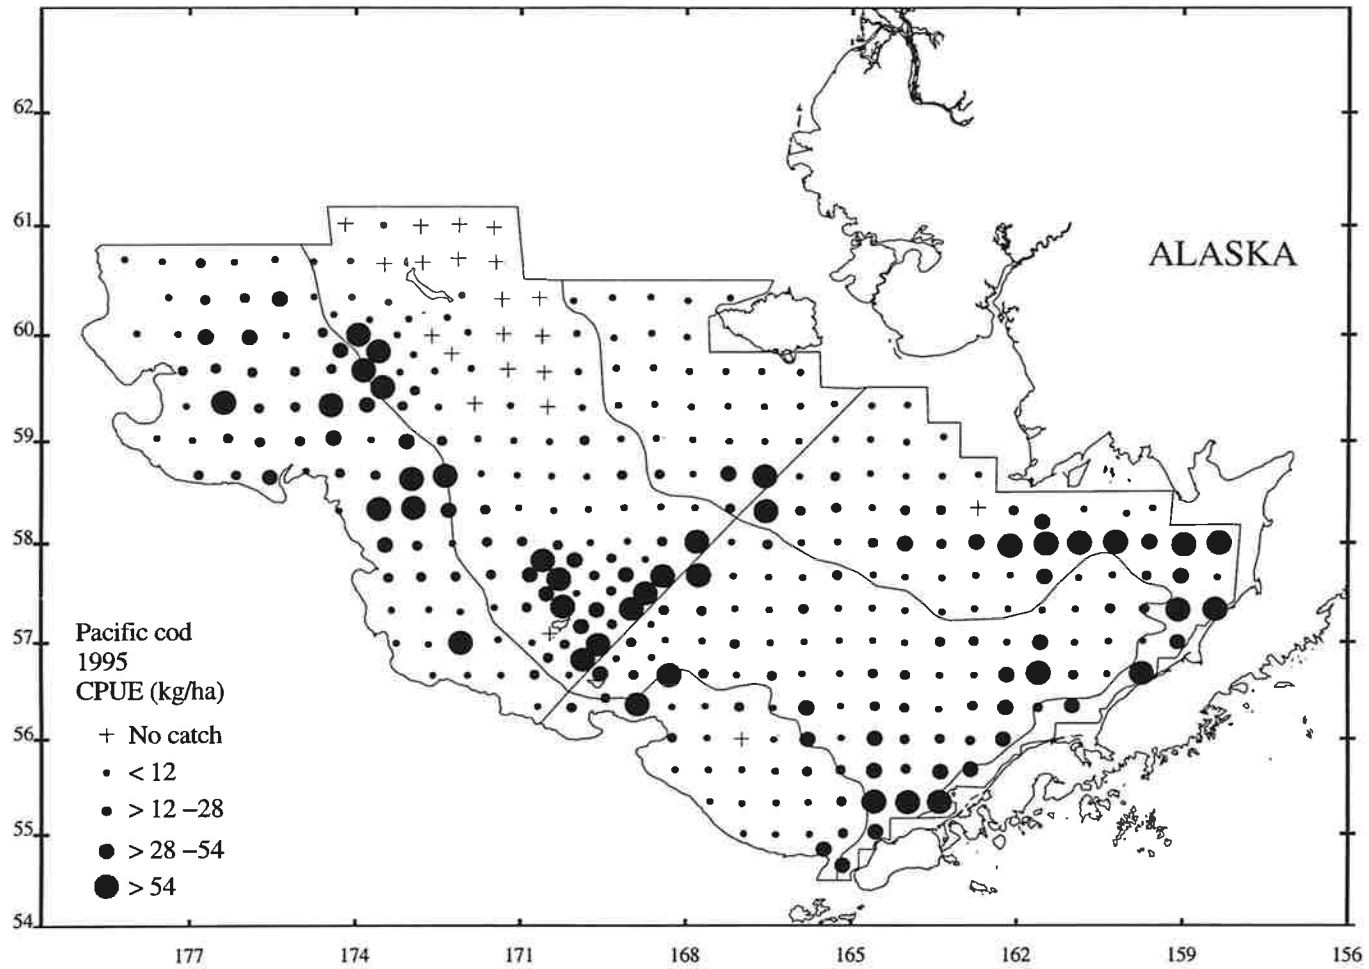 62
61
60
59
58
57
56
55
54
ALASKA
Pacific cod
1995
CPUE (kg/ha)
+ No catch
< 12
> 12 –28
> 28 –54
> 54
177 174 171 168 165 162 159 156